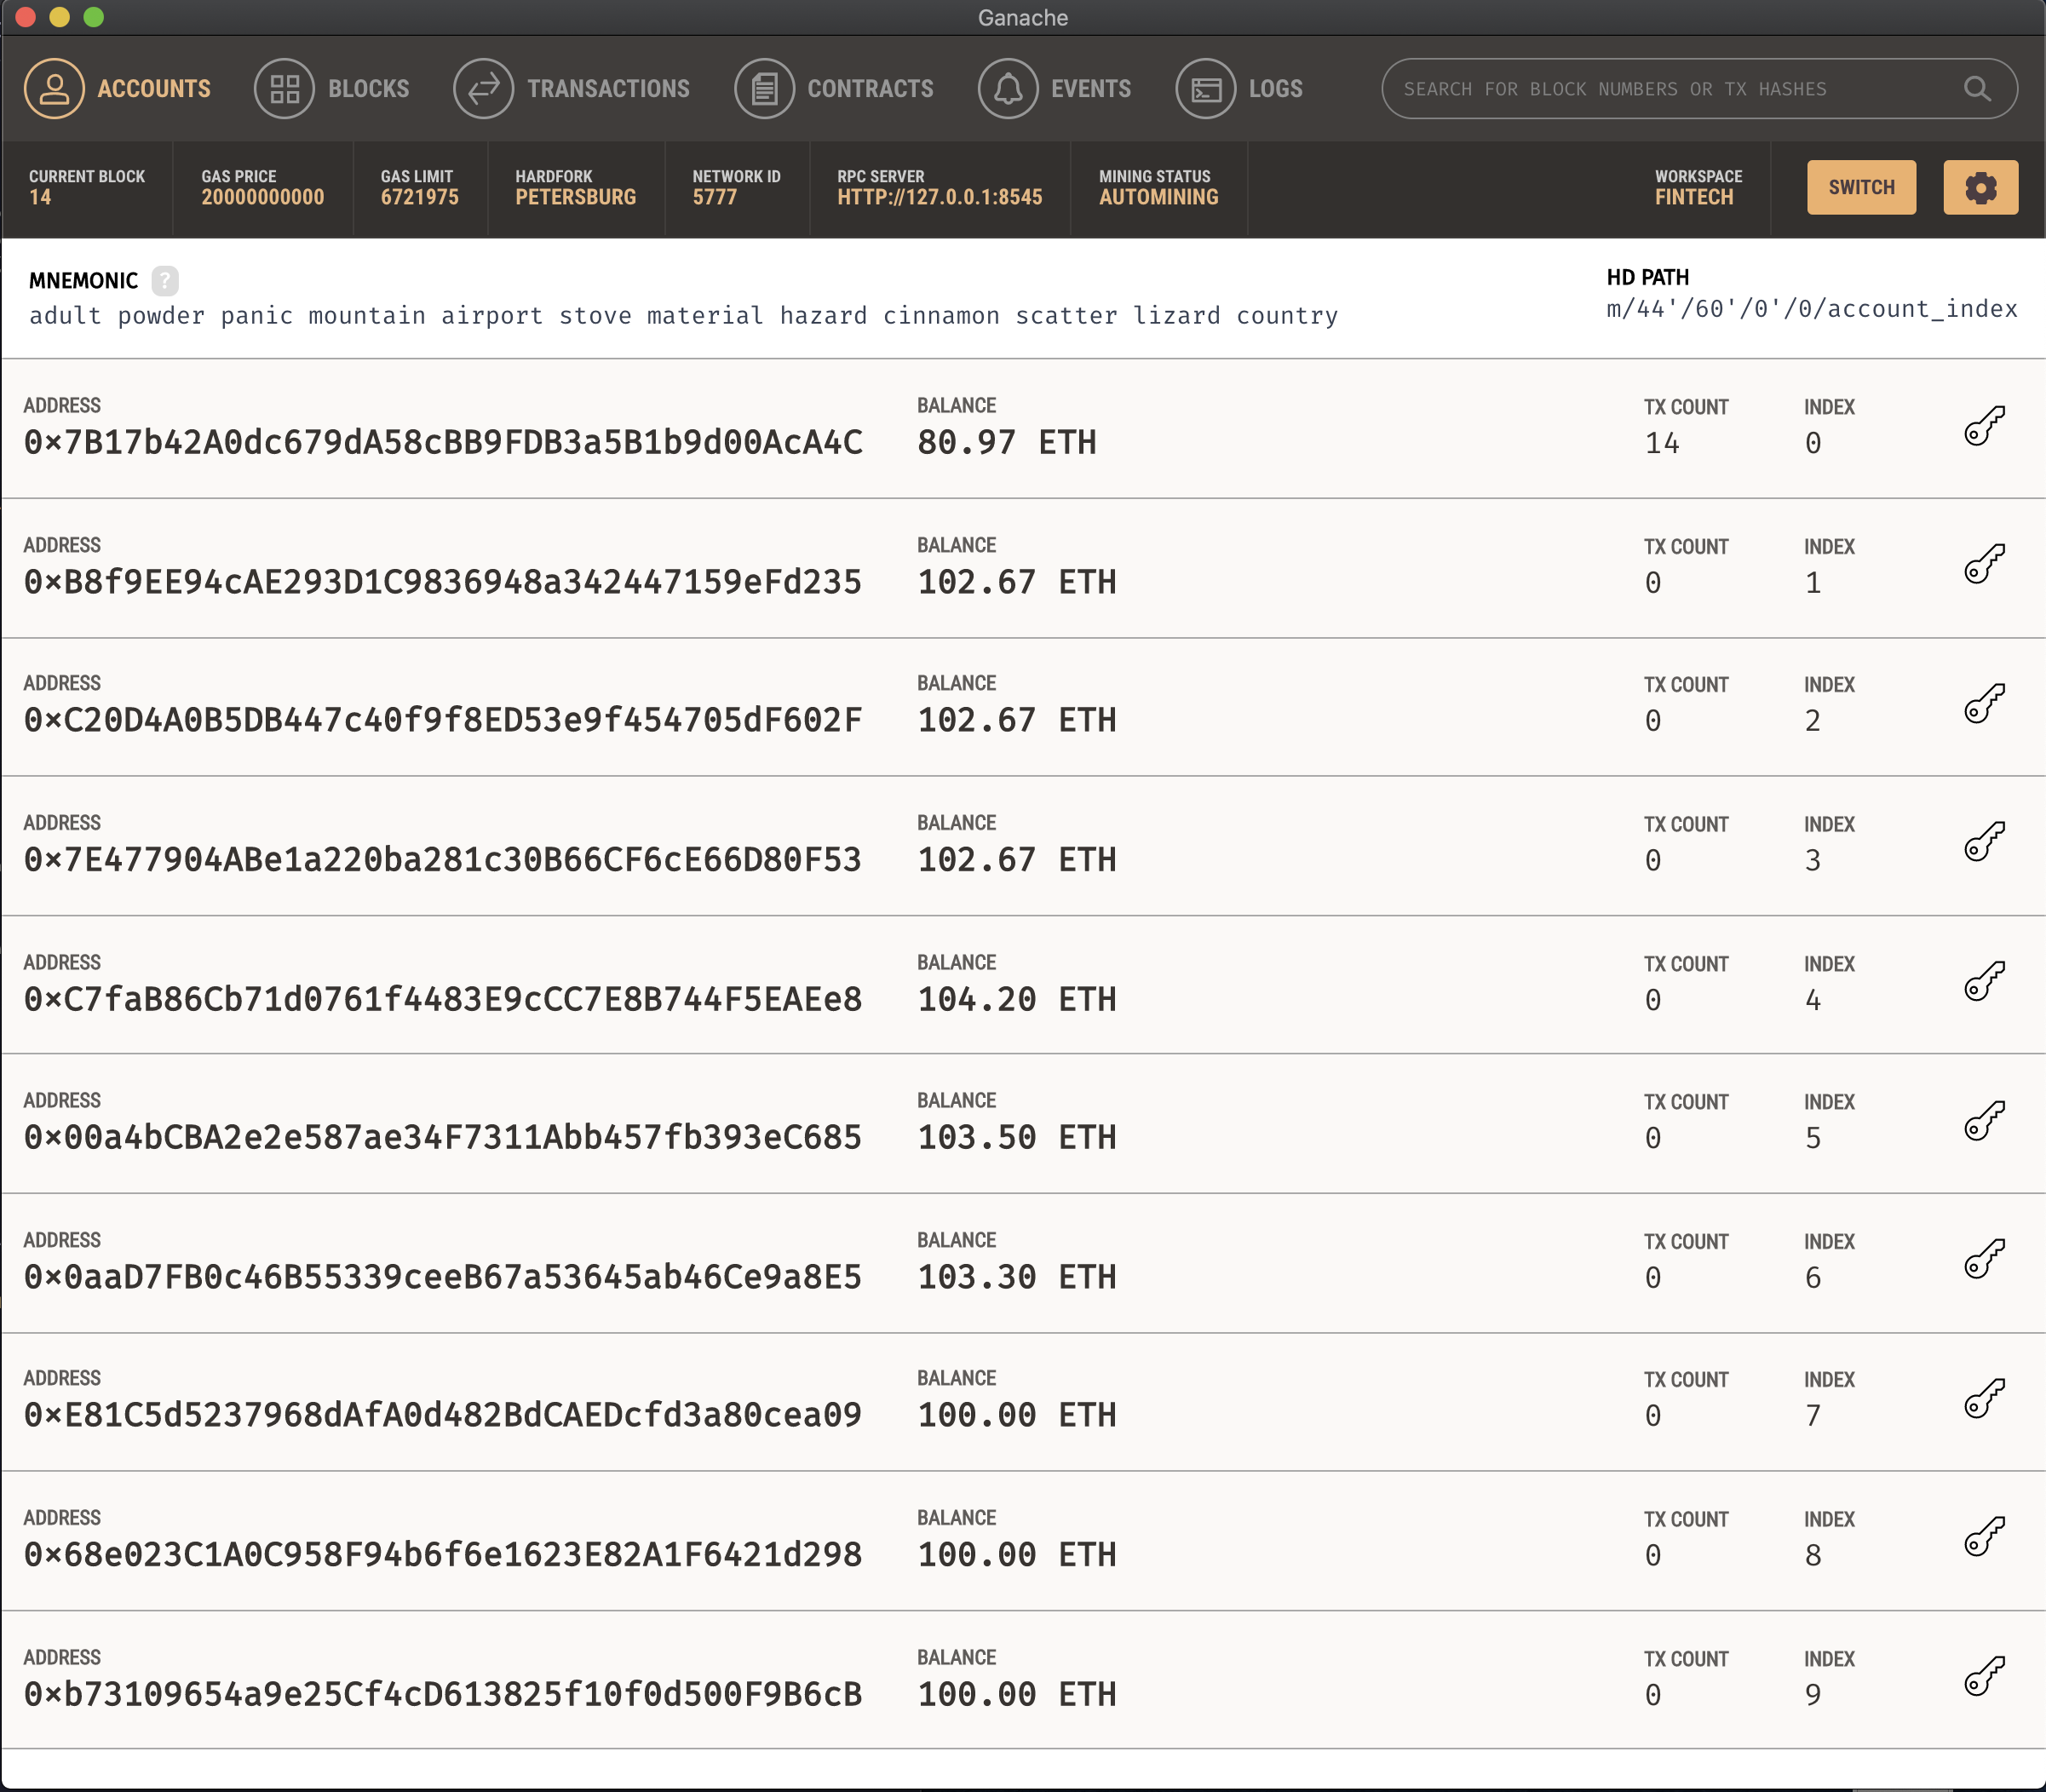 Ganache
ACCOUNTS BLOCKS TRANSACTIONS CONTRACTS EVENTS LOGS SEARCH FOR BLOCK NUMBERS OR TX HASHES
CURRENT BLOCK GAS PRICE GAS LIMIT HARDFORK NETWORK ID RPC SERVER MINING STATUS WORKSPACE
14 20000000000 6721975 PETERSBURG 5777 HTTP://127.0.0.1:8545 AUTOMINING FINTECH SWITCH
MNEMONIC ? HD PATH
adult powder panic mountain airport stove material hazard cinnamon scatter lizard country m/44'/60'/0'/0/account_index
ADDRESS BALANCE TX COUNT INDEX
0×7B17b42A0dc679dA58cBB9FDB3a5B1b9d00AcA4C 80.97 ETH 14 0
ADDRESS BALANCE TX COUNT INDEX
0×B8f9EE94cAE293D1C9836948a342447159eFd235 102.67 ETH 0 1
ADDRESS BALANCE TX COUNT INDEX
0×C20D4A0B5DB447c40f9f8ED53e9f454705dF602F 102.67 ETH 0 2
ADDRESS BALANCE TX COUNT INDEX
0×7E477904ABe1a220ba281c30B66CF6cE66D80F53 102.67 ETH 0 3
ADDRESS BALANCE TX COUNT INDEX
0×C7faB86Cb71d0761f4483E9cCC7E8B744F5EAEe8 104.20 ETH 0 4
ADDRESS BALANCE TX COUNT INDEX
0×00a4bCBA2e2e587ae34F7311Abb457fb393eC685 103.50 ETH 0 5
ADDRESS BALANCE TX COUNT INDEX
0×0aaD7FB0c46B55339ceeB67a53645ab46Ce9a8E5 103.30 ETH 0 6
ADDRESS BALANCE TX COUNT INDEX
0×E81C5d5237968dAfA0d482BdCAEDcfd3a80cea09 100.00 ETH 0 7
ADDRESS BALANCE TX COUNT INDEX
0×68e023C1A0C958F94b6f6e1623E82A1F6421d298 100.00 ETH 0 8
ADDRESS BALANCE TX COUNT INDEX
0×b73109654a9e25Cf4cD613825f10f0d500F9B6cB 100.00 ETH 0 9